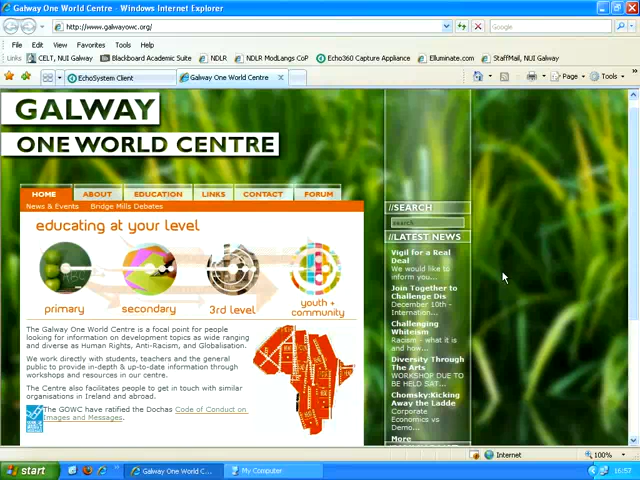 Galway One World Centre - Windows Internet Explorer
http://www.galwayowc.org/
Google
File Edit View Favorites Tools Help
Links CELT, NUI Galway Blackboard Academic Suite NDLR NDLR ModLangs CoP Echo360 Capture Appliance Elluminate.com StaffMail, NUI Galway
EchoSystem Client Galway One World Centre Page Tools
GALWAY
ONE WORLD CENTRE
HOME ABOUT EDUCATION LINKS CONTACT FORUM
News & Events Bridge Mills Debates
educating at your level
primary secondary 3rd level youth + community
The Galway One World Centre is a focal point for people
looking for information on development topics as wide ranging
and diverse as Human Rights, Anti-Racism, and Globalisation.
We work directly with students, teachers and the general
public to provide in-depth & up-to-date information through
workshops and resources in our centre.
The Centre also facilitates people to get in touch with similar
organisations in Ireland and abroad.
The GOWC have ratified the Dochas Code of Conduct on
Images and Messages.
//SEARCH
search
//LATEST NEWS
Vigil for a Real
Deal
We would like to
inform you...
Join Together to
Challenge Dis
December 10th -
Internation...
Challenging
Whiteism
Racism - what it is
and how...
Diversity Through
The Arts
WORKSHOP DUE TO
BE HELD SAT...
Chomsky:Kicking
Away the Ladde
Corporate
Economics vs
Demo...
More
Internet 100%
start Galway One World C... My Computer 16:57